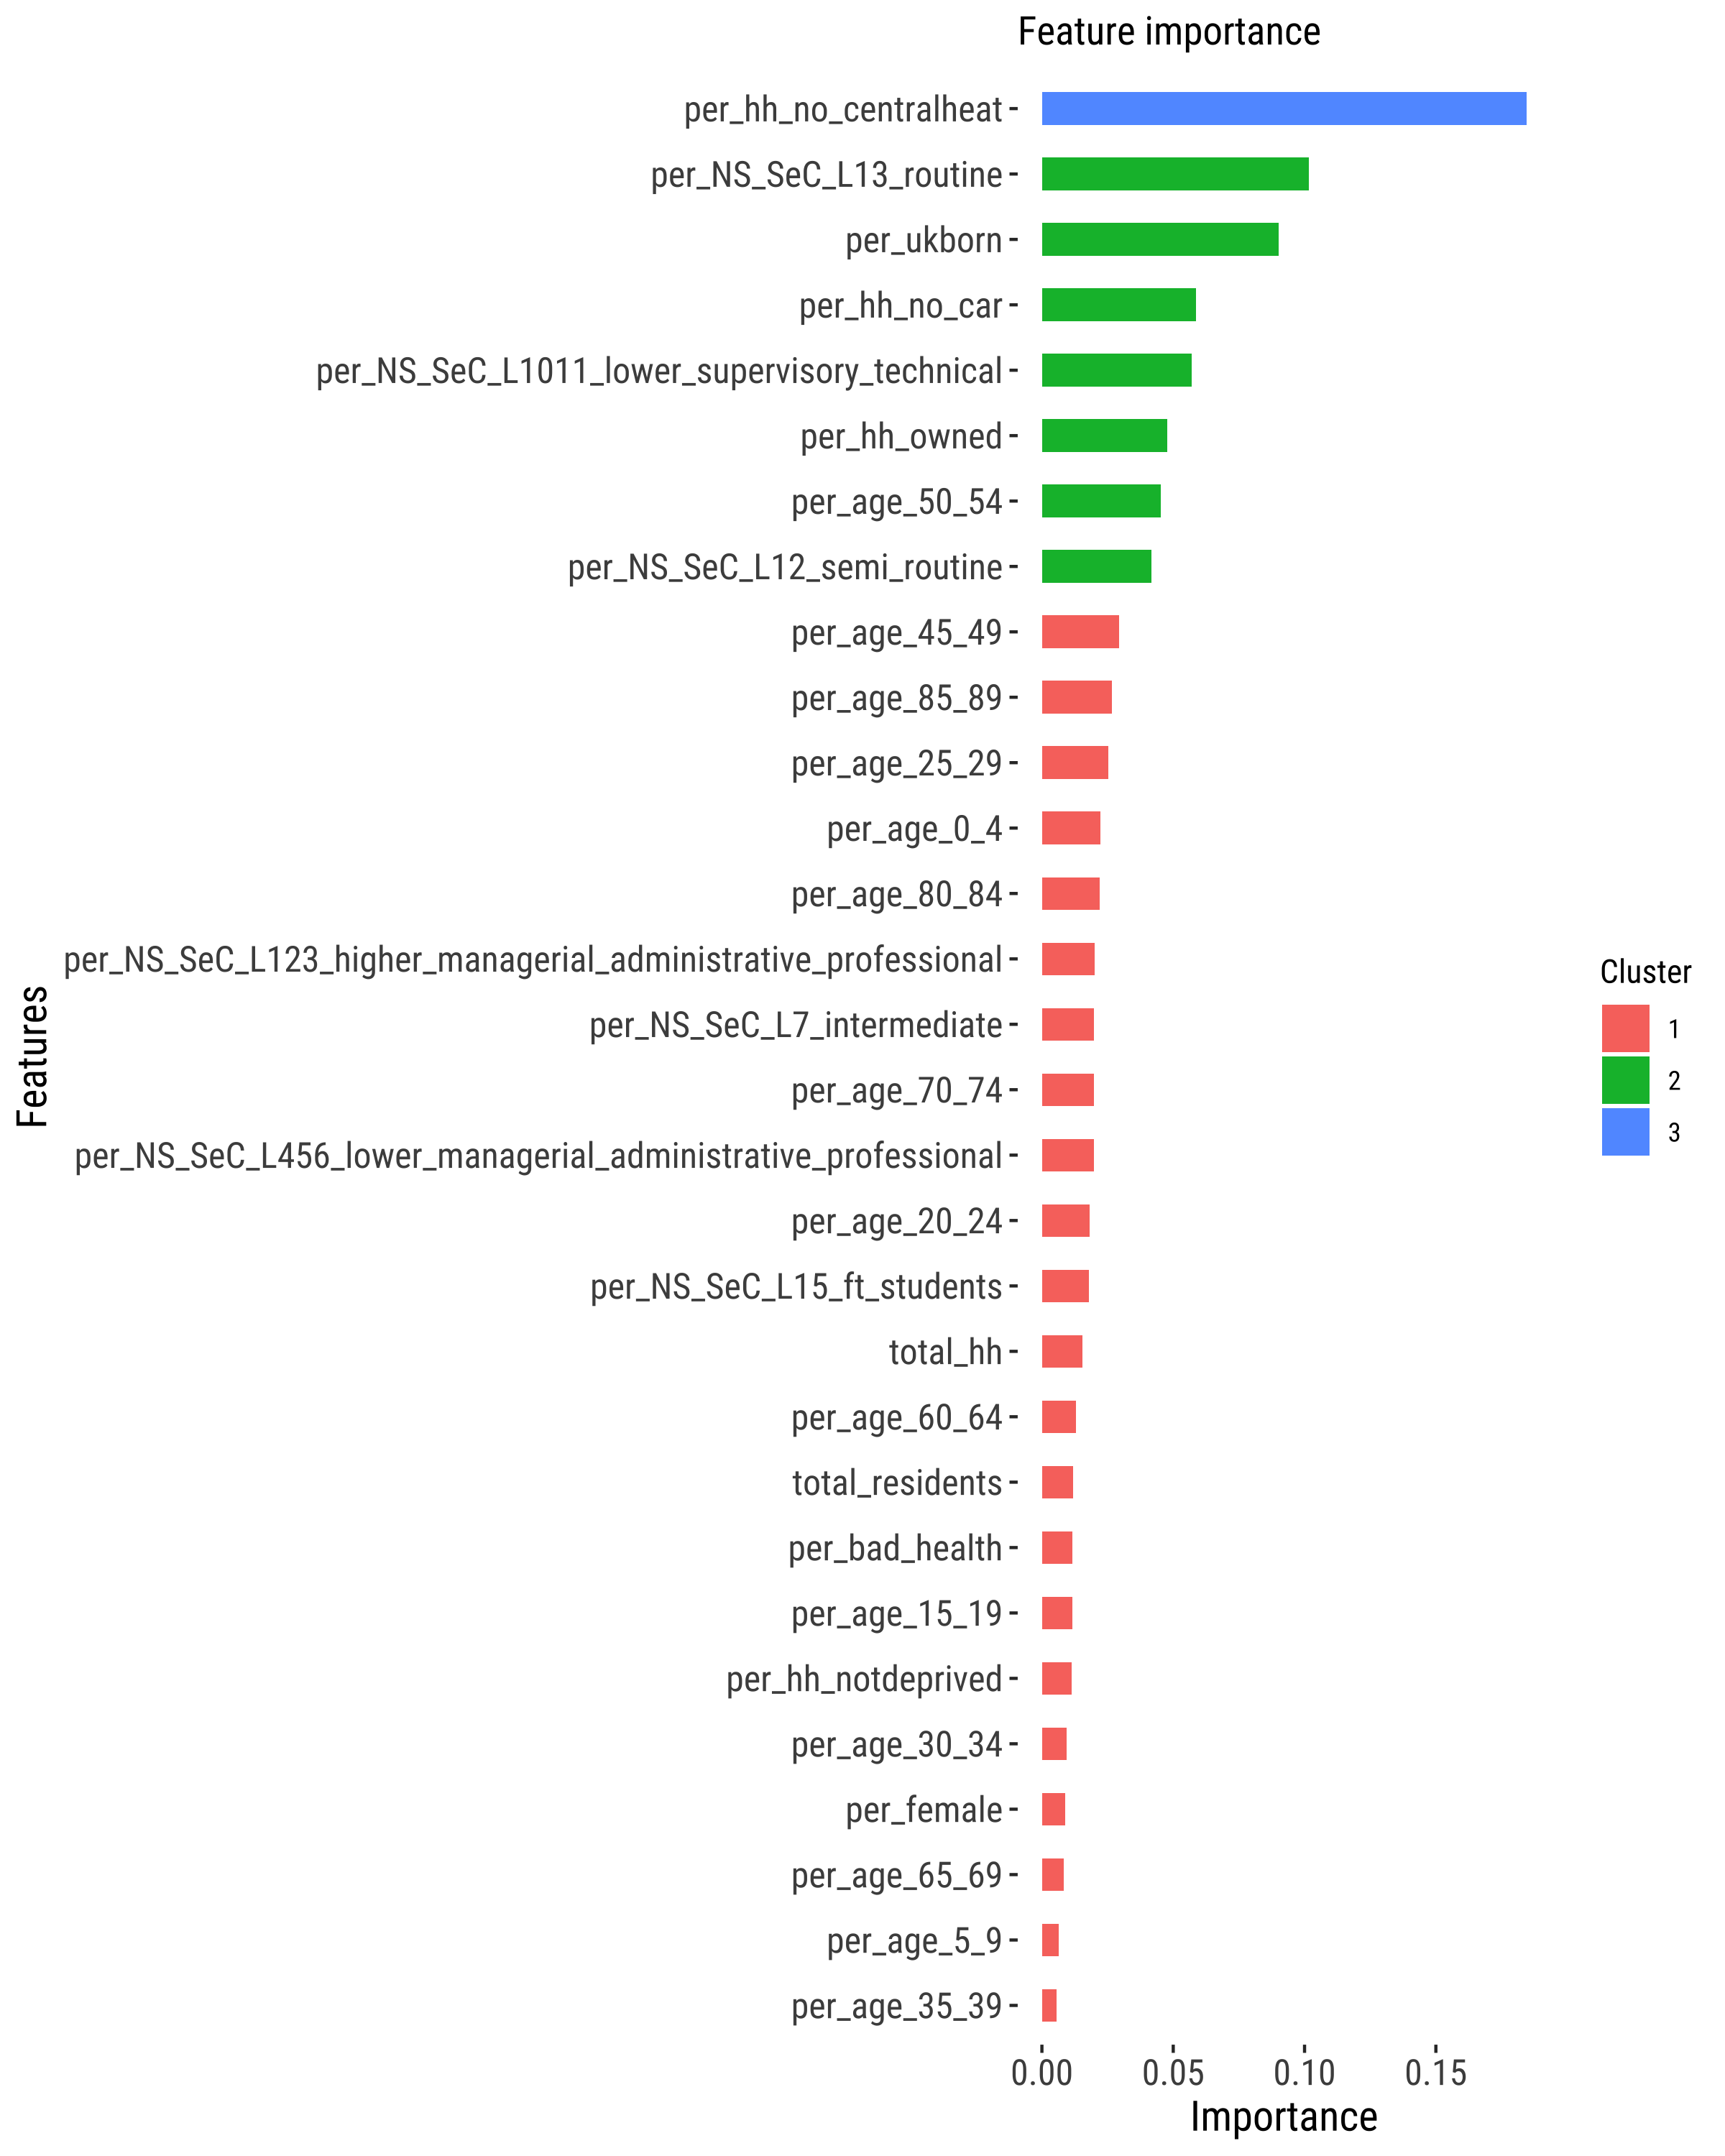 Feature importance
per_hh_no_centralheat
per_NS_SeC_L13_routine
per_ukborn
per_hh_no_car
per_NS_SeC_L1011_lower_supervisory_technical
per_hh_owned
per_age_50_54
per_NS_SeC_L12_semi_routine
per_age_45_49
per_age_85_89
per_age_25_29
per_age_0_4
per_age_80_84
per_NS_SeC_L123_higher_managerial_administrative_professional
per_NS_SeC_L7_intermediate
per_age_70_74
per_NS_SeC_L456_lower_managerial_administrative_professional
per_age_20_24
per_NS_SeC_L15_ft_students
total_hh
per_age_60_64
total_residents
per_bad_health
per_age_15_19
per_hh_notdeprived
per_age_30_34
per_female
per_age_65_69
per_age_5_9
per_age_35_39
Features
0.00 0.05 0.10 0.15
Importance
Cluster
1
2
3